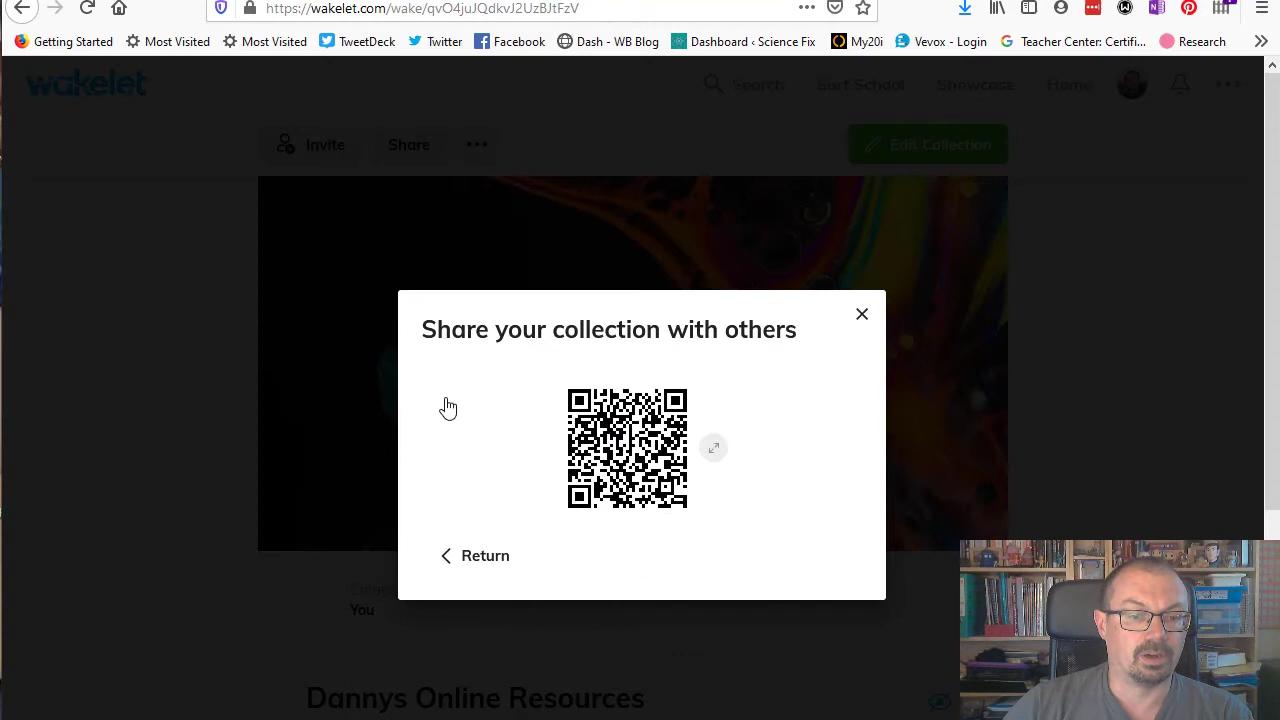 https://wakelet.com/wake/qvO4juJQdkvJ2UzBJtFzV
Getting Started Most Visited Most Visited TweetDeck Twitter Facebook Dash - WB Blog Dashboard ‹ Science Fix My20i Vevox - Login Teacher Center: Certifi... Research
wakelet Search Surf School Showcase Home
Invite Share Edit Collection
Share your collection with others
Return
You
Dannys Online Resources